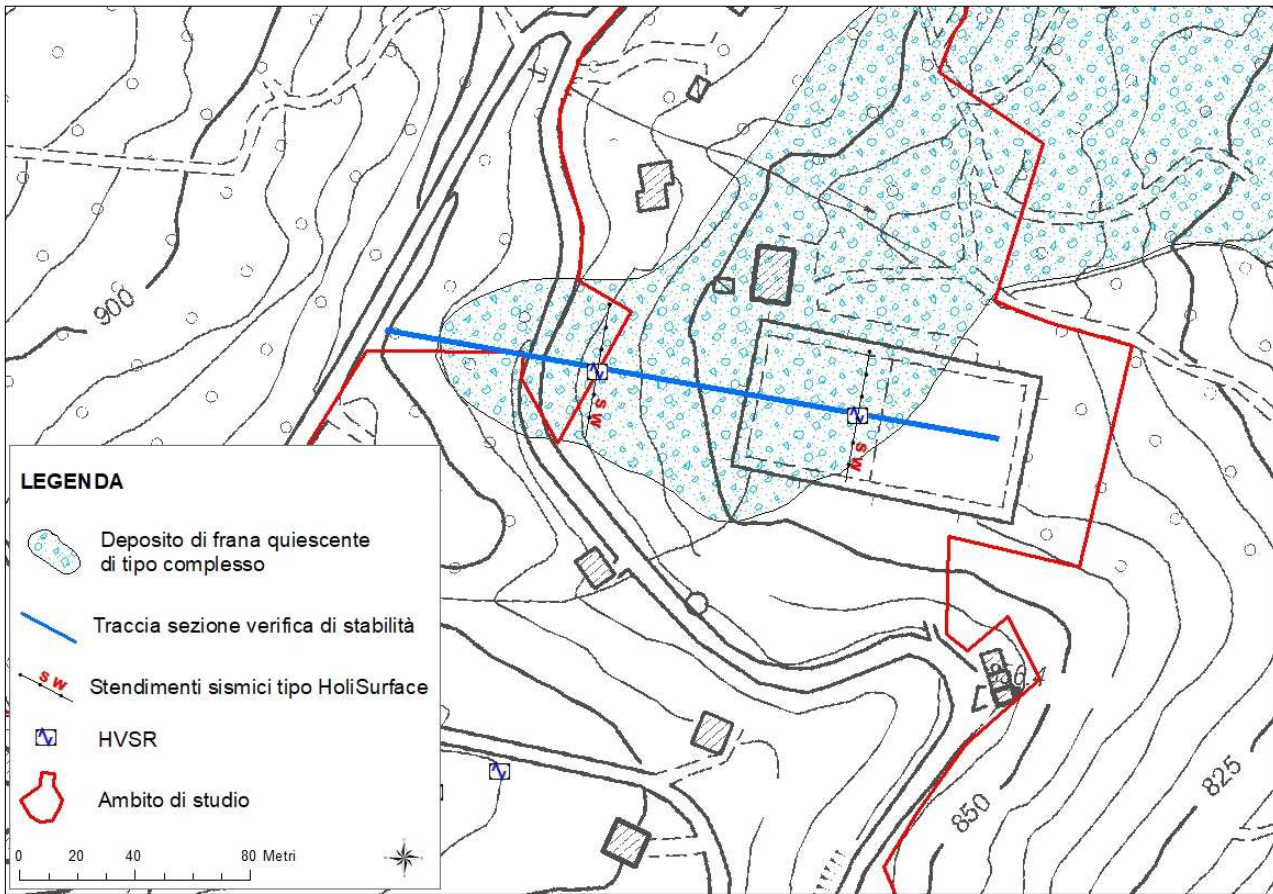 900
s w
s w
LEGENDA
Deposito di frana quiescente
di tipo complesso
Traccia sezione verifica di stabilità
s w
Stendimenti sismici tipo HoliSurface
HVSR
Ambito di studio
0 20 40 80 Metri
850
825